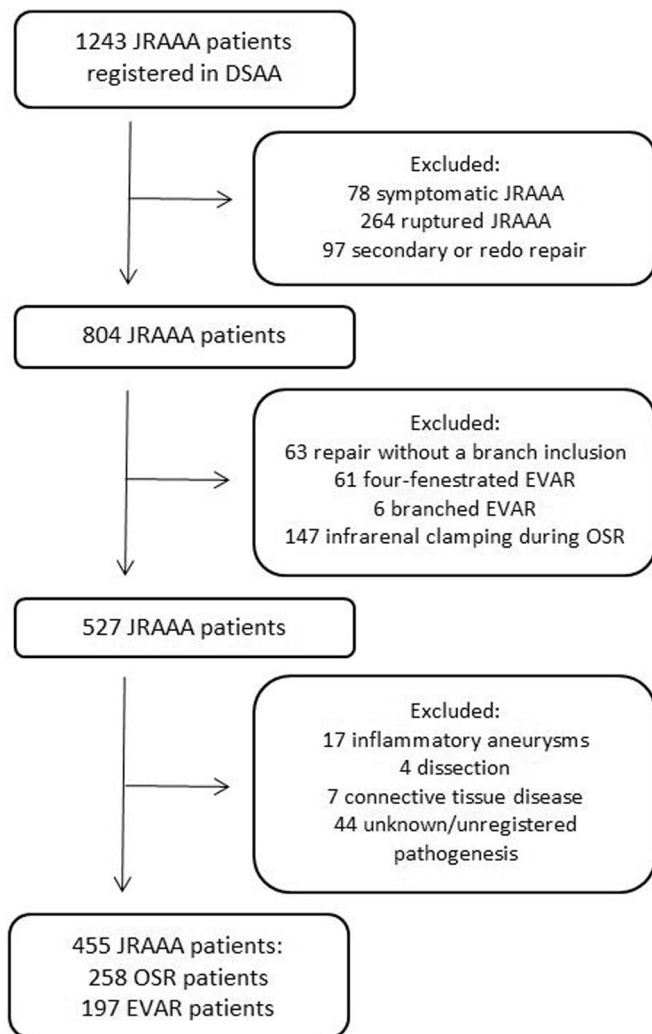 1243 JRAAA patients
registered in DSAA
Excluded:
78 symptomatic JRAAA
264 ruptured JRAAA
97 secondary or redo repair
804 JRAAA patients
Excluded:
63 repair without a branch inclusion
61 four-fenestrated EVAR
6 branched EVAR
147 infrarenal clamping during OSR
527 JRAAA patients
Excluded:
17 inflammatory aneurysms
4 dissection
7 connective tissue disease
44 unknown/unregistered
pathogenesis
455 JRAAA patients:
258 OSR patients
197 EVAR patients